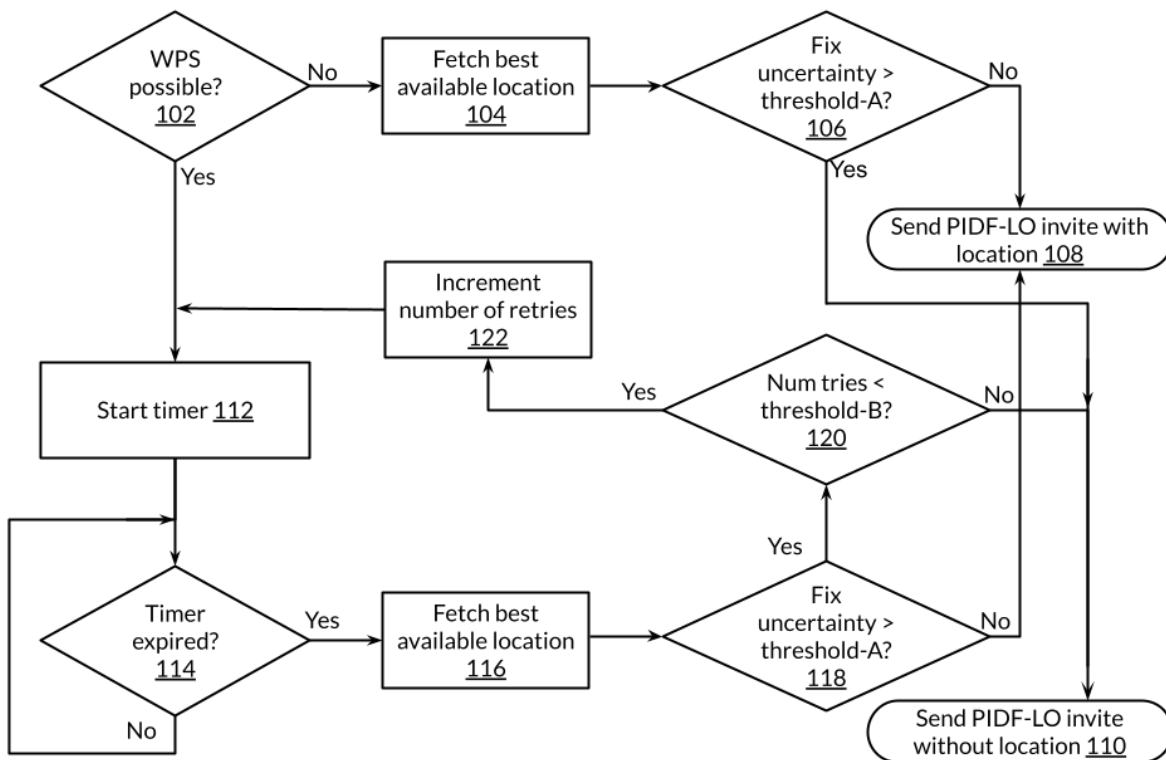 WPS
possible?
102
No
Fetch best
available location
104
Fix
uncertainty >
threshold-A?
106
No
Yes
Yes
Send PIDF-LO invite with
location 108
Increment
number of retries
122
Start timer 112
Yes
Num tries <
threshold-B?
120
No
Yes
Timer
expired?
114
Yes
No
Fetch best
available location
116
Fix
uncertainty >
threshold-A?
118
No
Send PIDF-LO invite
without location 110